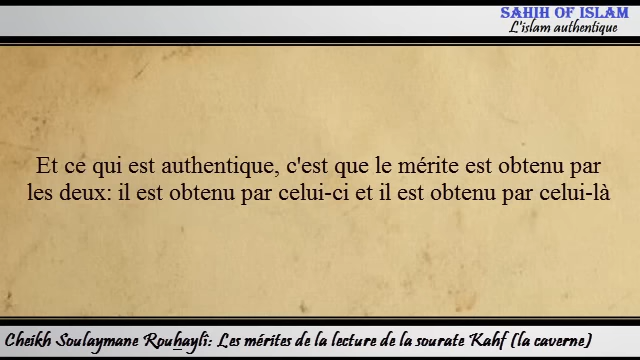 SAHIH OF ISLAM
L'islam authentique
Et ce qui est authentique, c'est que le mérite est obtenu par
les deux: il est obtenu par celui-ci et il est obtenu par celui-là
Cheikh Soulaymane Rouhaylî: Les mérites de la lecture de la sourate Kahf (la caverne)